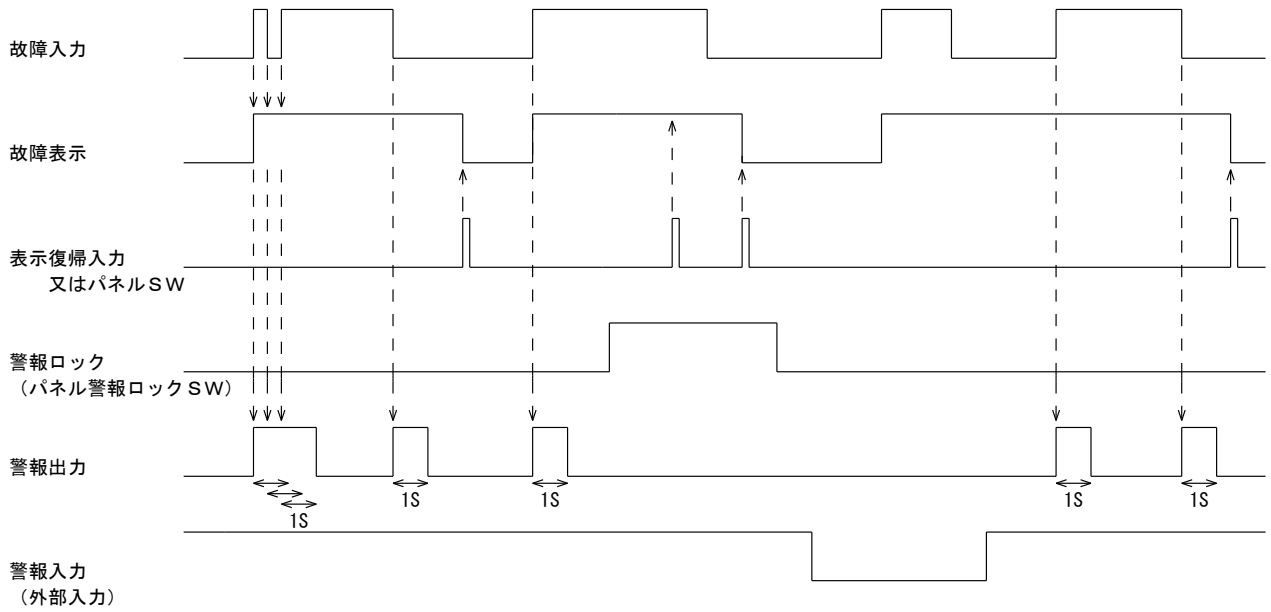 故障入力
故障表示
表示復帰入力
又はパネルＳＷ
警報ロック
（パネル警報ロックＳＷ）
警報出力
1S
1S
1S
1S
1S
警報入力
（外部入力）